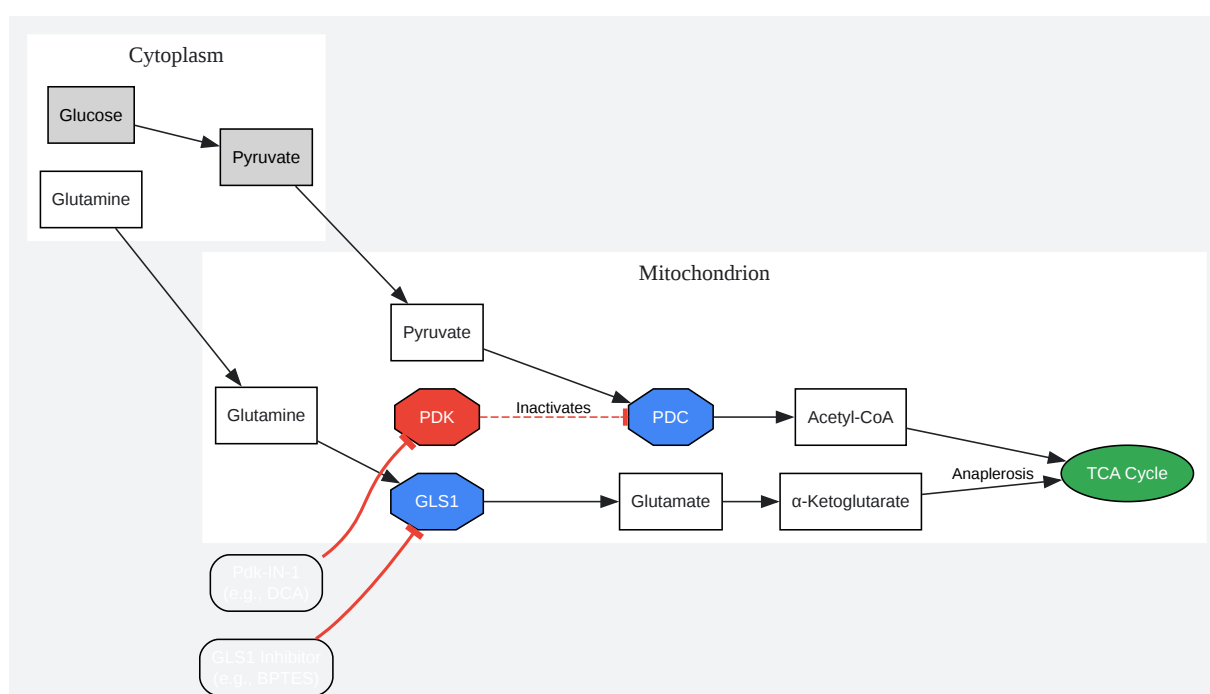 Cytoplasm
Glucose
Pyruvate
Glutamine
Mitochondrion
Pyruvate
Glutamine
PDK
Inactivates
PDC
Acetyl-CoA
TCA Cycle
Anaplerosis
GLS1
Glutamate
α-Ketoglutarate
Pdk-IN-1
(e.g., DCA)
GLS1 Inhibitor
(e.g., BPTES)